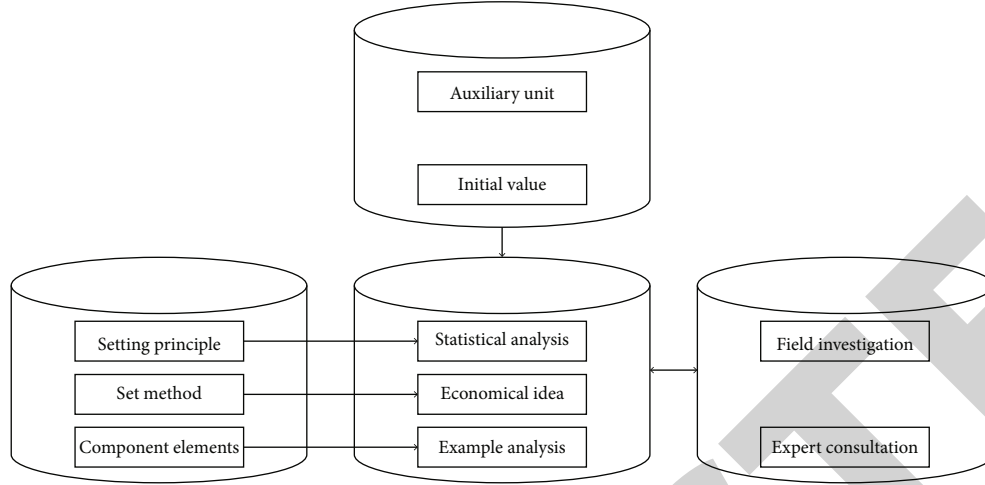 Auxiliary unit
Initial value
Setting principle
Statistical analysis
Field investigation
Set method
Economical idea
Component elements
Example analysis
Expert consultation